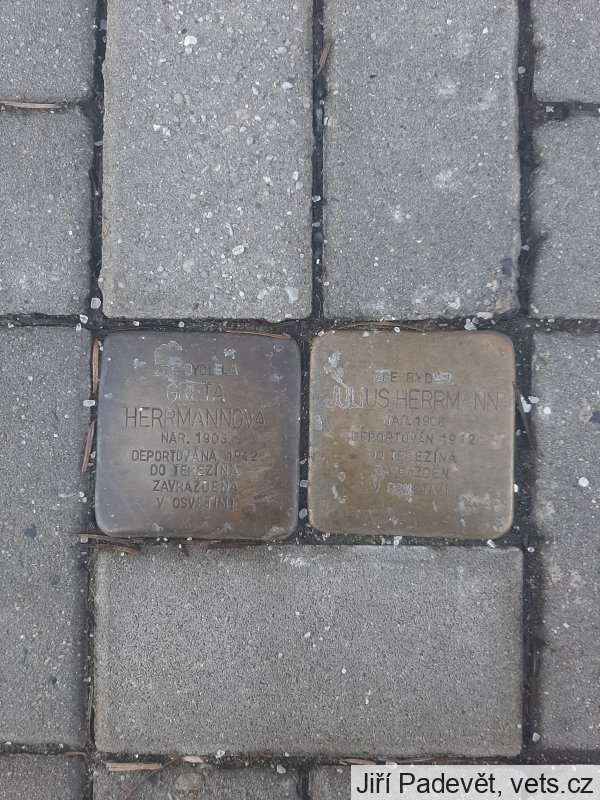 ZDE BYDLELA
GRETA
HERRMANNOVÁ
NAR. 1903
DEPORTOVÁNA 1942
DO TEREZÍNA
ZAVRAŽDĚNA
V OSVĚTIMI
ZDE BYDLEL
JULIUS HERRMANN
NAR. 1906
DEPORTOVÁN 1942
DO TEREZÍNA
ZAVRAŽDĚN
V OSVĚTIMI
Jiří Padevět, vets.cz